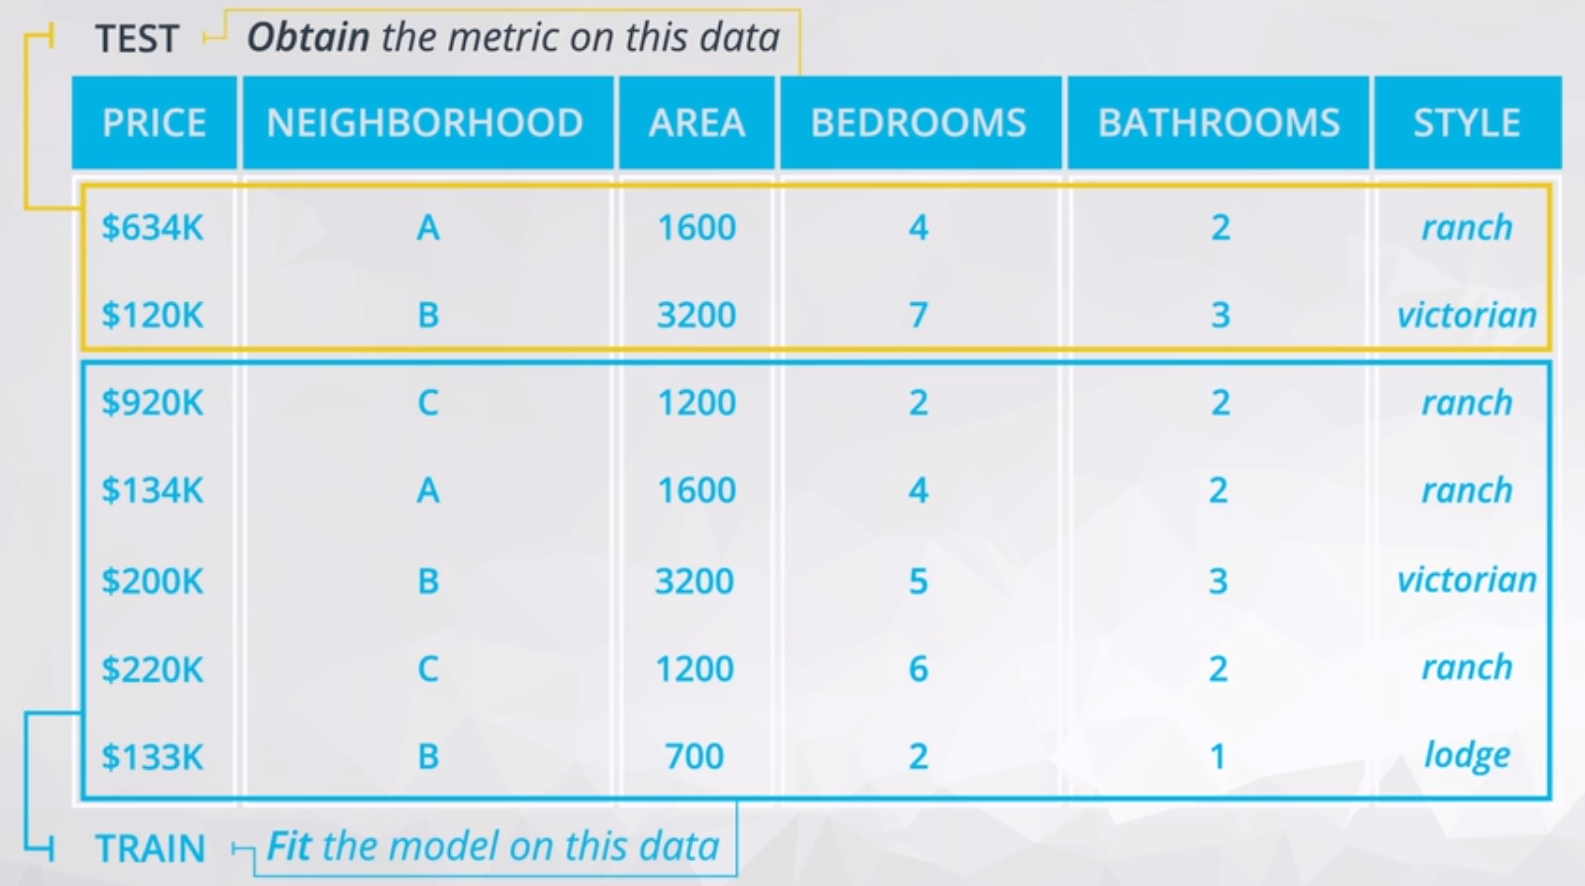 TEST Obtain the metric on this data
PRICE NEIGHBORHOOD AREA BEDROOMS BATHROOMS STYLE
$634K A 1600 4 2 ranch
$120K B 3200 7 3 victorian
$920K C 1200 2 2 ranch
$134K A 1600 4 2 ranch
$200K B 3200 5 3 victorian
$220K C 1200 6 2 ranch
$133K B 700 2 1 lodge
TRAIN Fit the model on this data